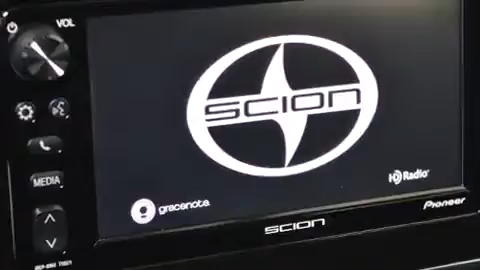 VOL
SCION
MEDIA
gracenote.
HD Radio
SCION
Pioneer